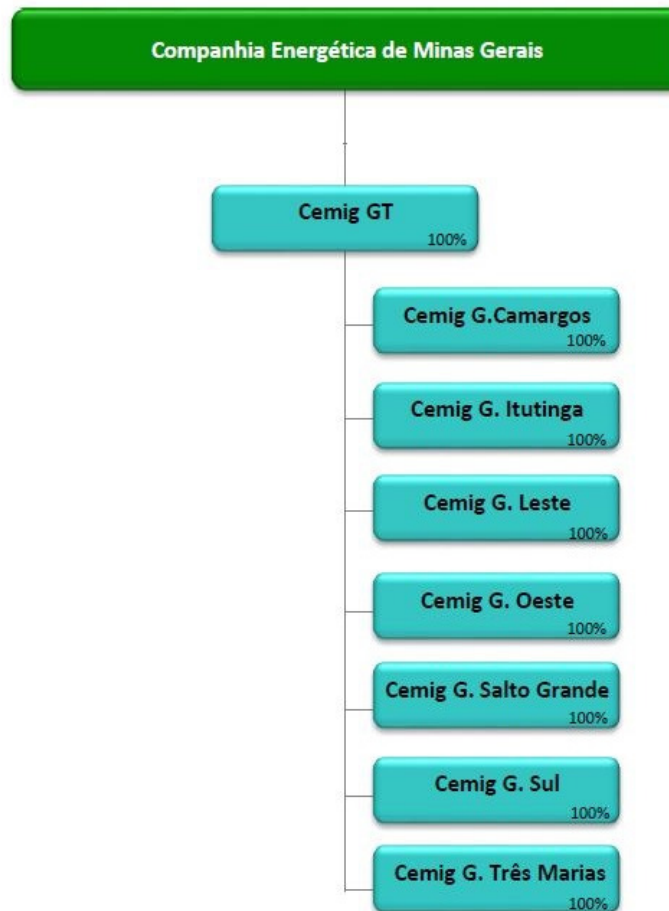 Companhia Energética de Minas Gerais
Cemig GT
100%
Cemig G.Camargos
100%
Cemig G. Itutinga
100%
Cemig G. Leste
100%
Cemig G. Oeste
100%
Cemig G. Salto Grande
100%
Cemig G. Sul
100%
Cemig G. Três Marias
100%